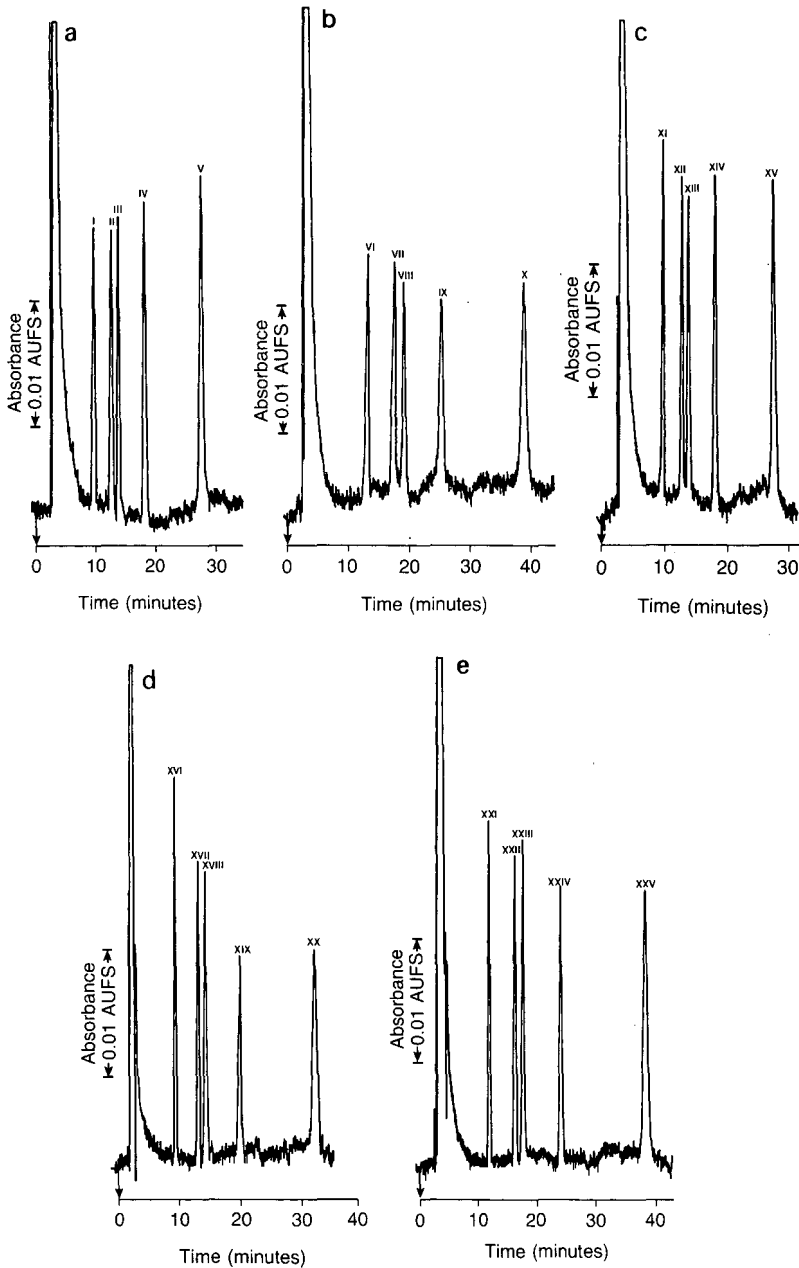 a
I
II
III
IV
V
Absorbance
0.01 AUFS
0 10 20 30
Time (minutes)
b
VI
VII
VIII
IX
X
Absorbance
0.01 AUFS
0 10 20 30 40
Time (minutes)
c
XI
XII
XIII
XIV
XV
Absorbance
0.01 AUFS
0 10 20 30
Time (minutes)
d
XVI
XVII
XVIII
XIX
XX
Absorbance
0.01 AUFS
0 10 20 30 40
Time (minutes)
e
XXI
XXII
XXIII
XXIV
XXV
Absorbance
0.01 AUFS
0 10 20 30 40
Time (minutes)